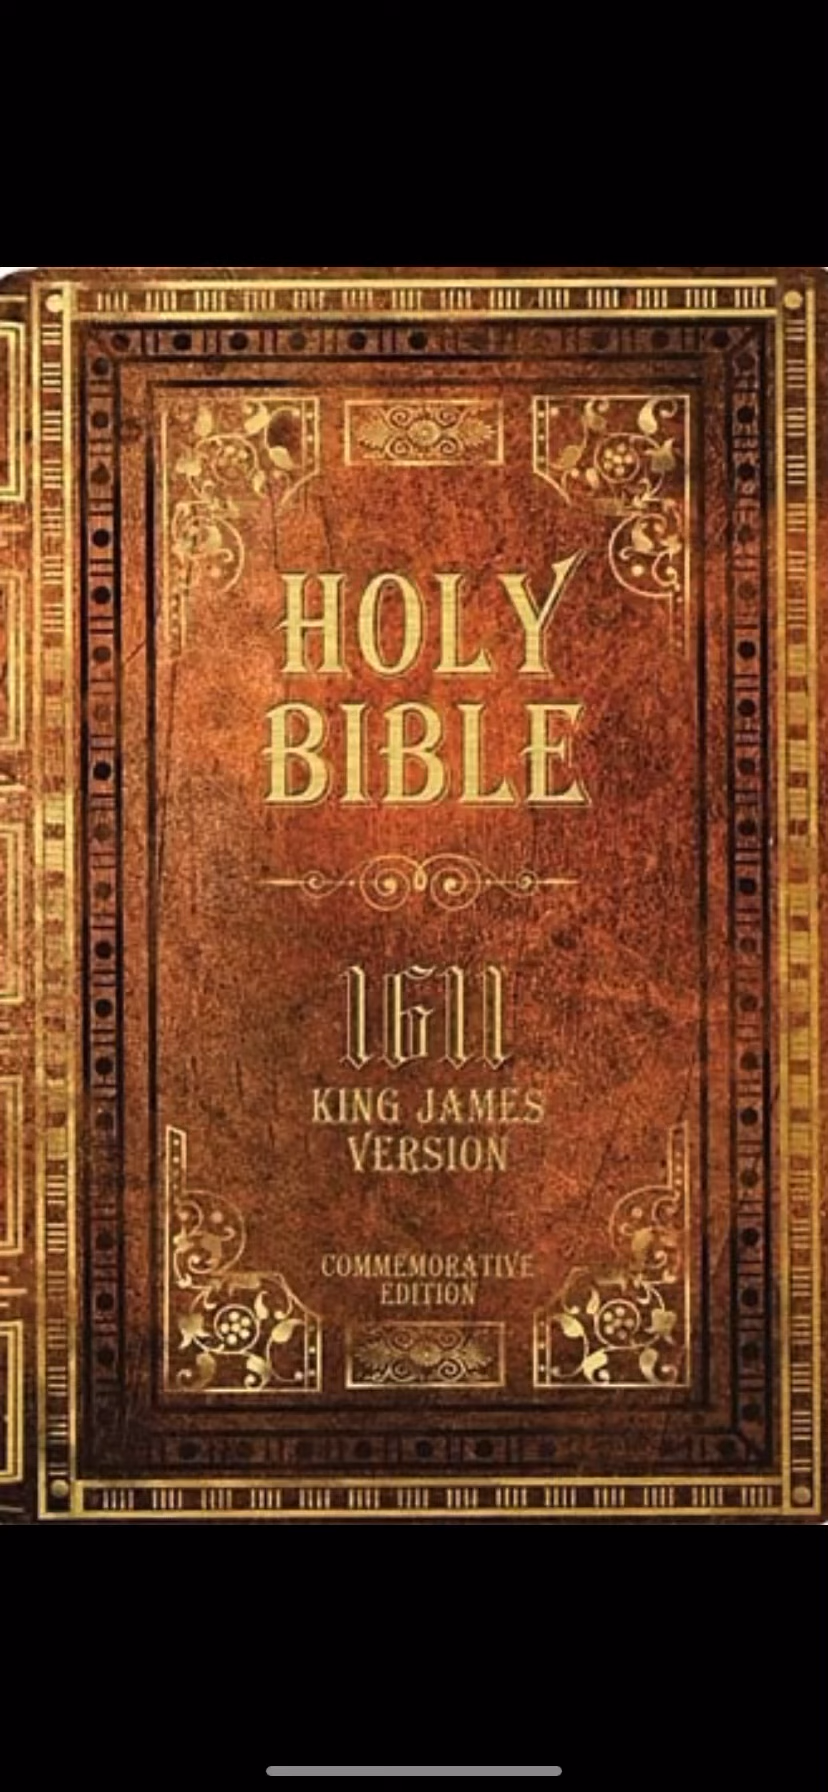 HOLY
BIBLE
1611
KING JAMES
VERSION
COMMEMORATIVE
EDITION